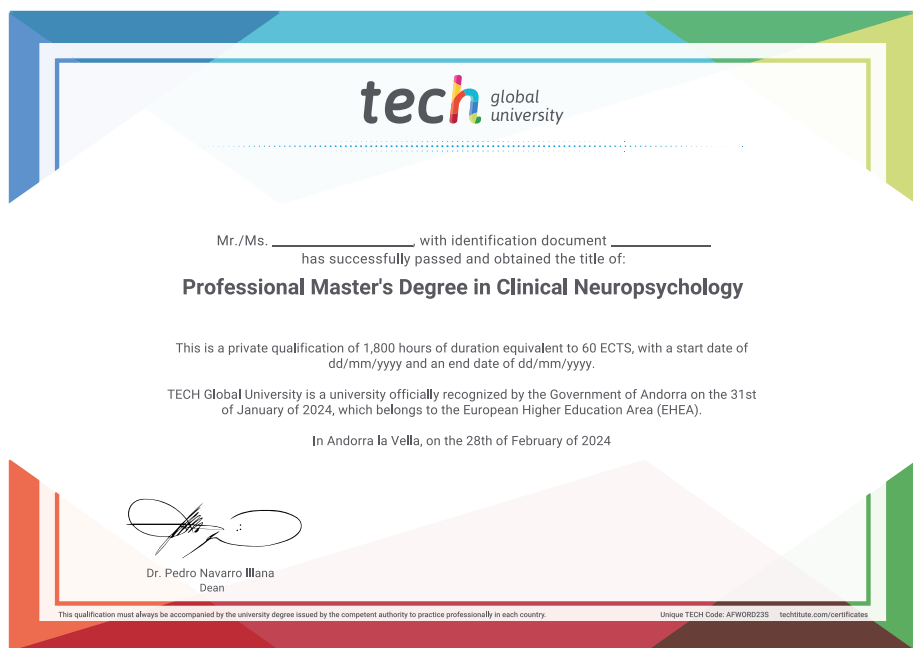 tech global university
Mr./Ms. ______________, with identification document __________
has successfully passed and obtained the title of:
Professional Master's Degree in Clinical Neuropsychology
This is a private qualification of 1,800 hours of duration equivalent to 60 ECTS, with a start date of
dd/mm/yyyy and an end date of dd/mm/yyyy.
TECH Global University is a university officially recognized by the Government of Andorra on the 31st
of January of 2024, which belongs to the European Higher Education Area (EHEA).
In Andorra la Vella, on the 28th of February of 2024
Dr. Pedro Navarro Illana
Dean
This qualification must always be accompanied by the university degree issued by the competent authority to practice professionally in each country.
Unique TECH Code: AFWORD23S techtitute.com/certificates